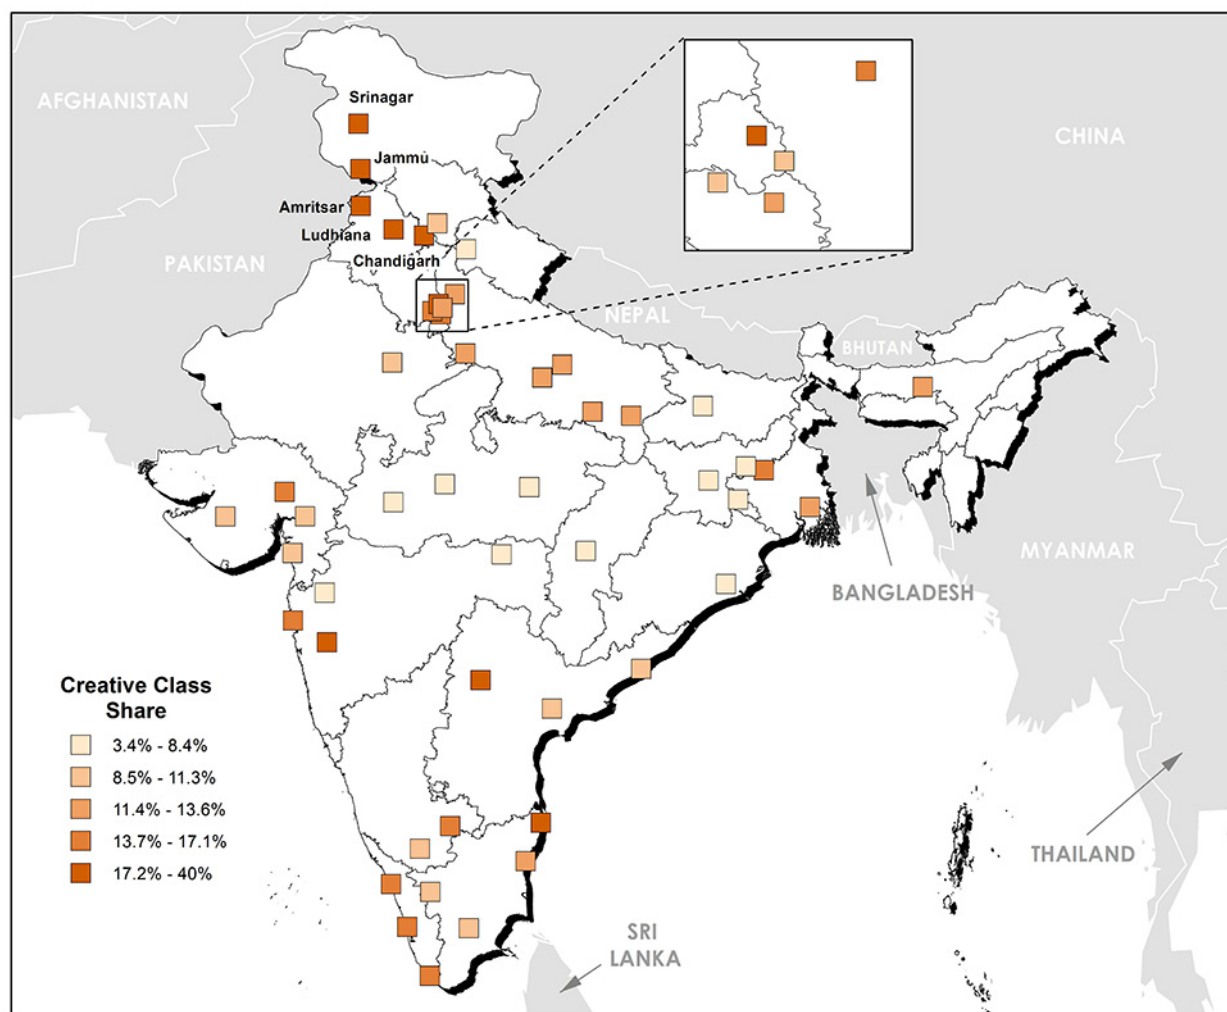 AFGHANISTAN
Srinagar
CHINA
Jammu
Amritsar
Ludhiana
Chandigarh
PAKISTAN
NEPAL
BHUTAN
MYANMAR
BANGLADESH
Creative Class
Share
3.4% - 8.4%
8.5% - 11.3%
11.4% - 13.6%
13.7% - 17.1%
17.2% - 40%
THAILAND
SRI
LANKA